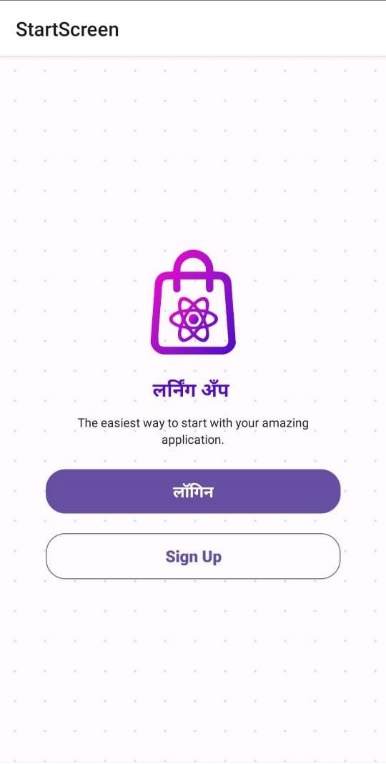 StartScreen
लर्निंग अँप
The easiest way to start with your amazing
application.
लॉगिन
Sign Up